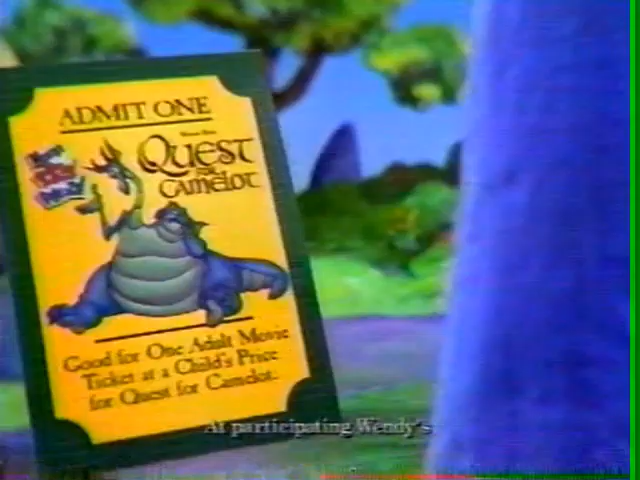 ADMIT ONE
QUEST
FOR
CAMELOT
Good for One Adult Movie
Ticket at a Child's Price
for Quest for Camelot.
At participating Wendy's.